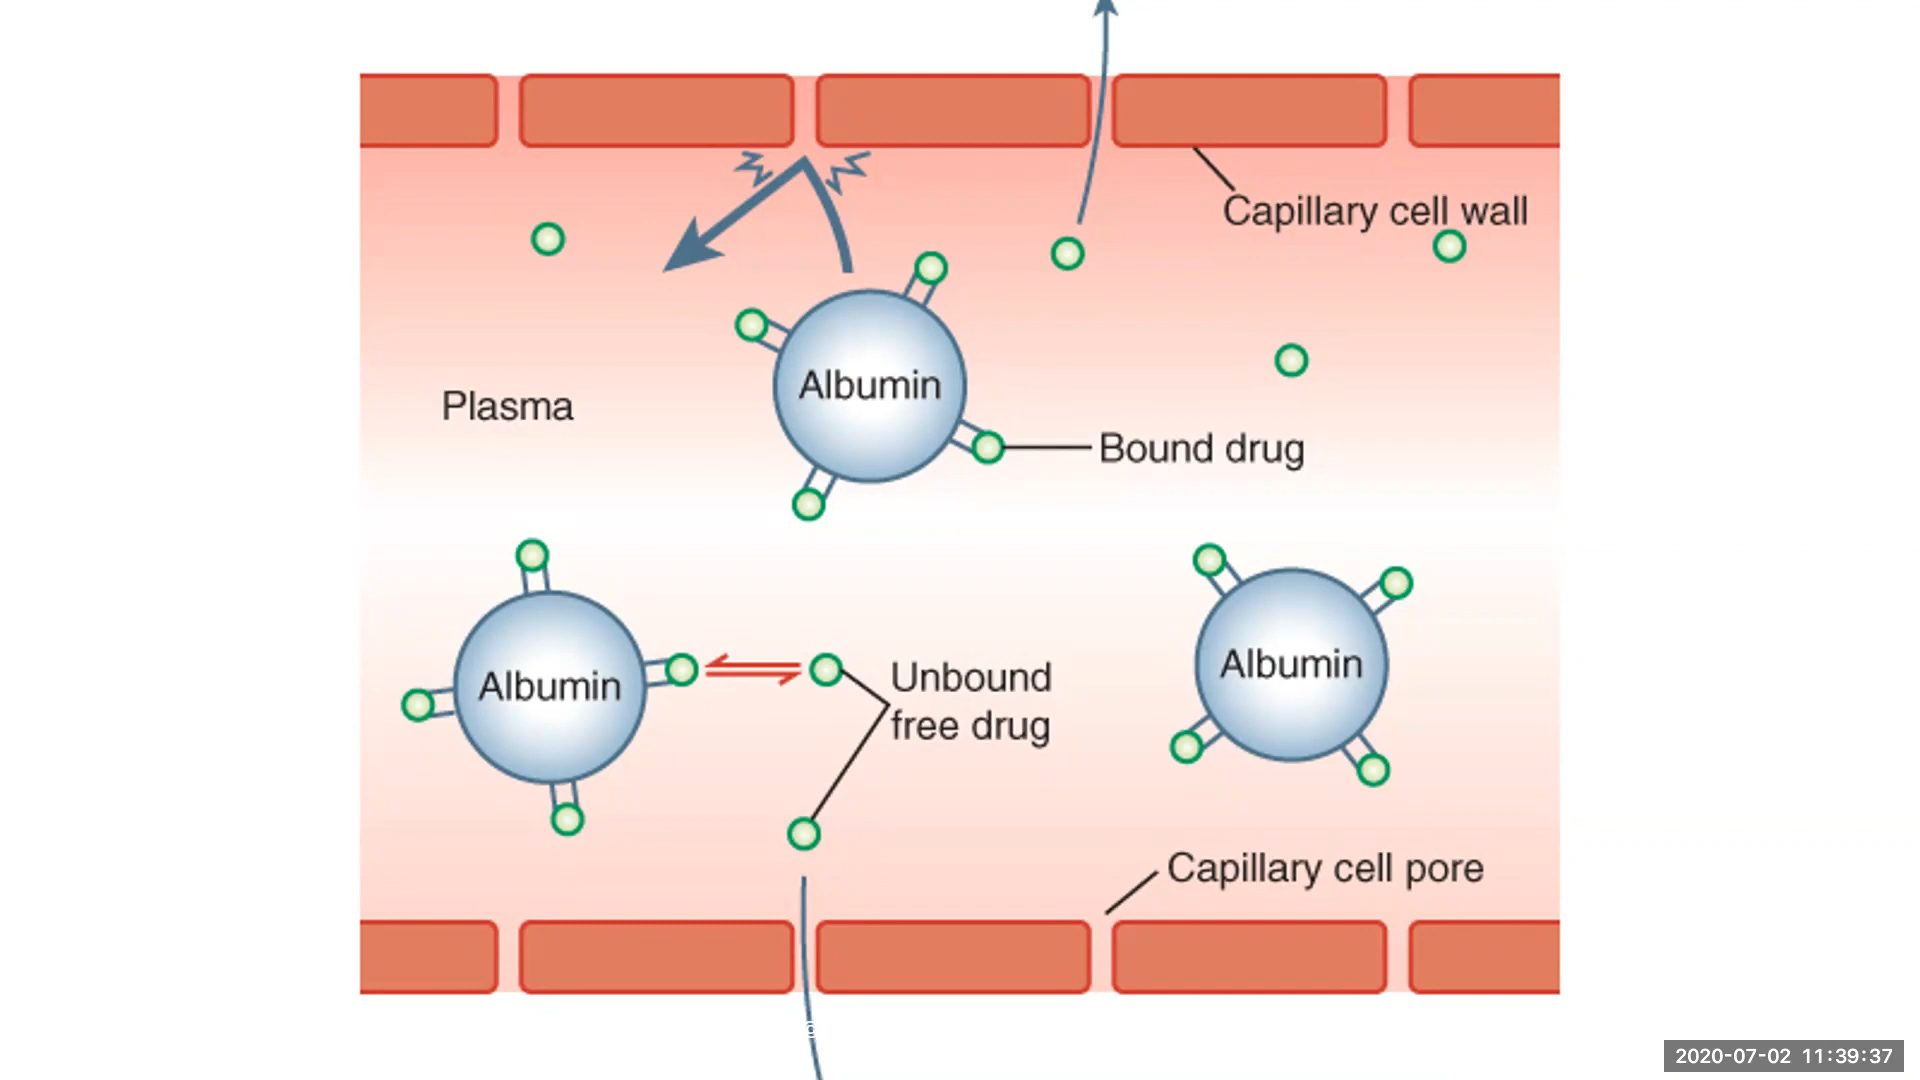 Capillary cell wall
Albumin
Plasma
Bound drug
Albumin
Unbound
free drug
Albumin
Capillary cell pore
2020-07-02 11:39:37